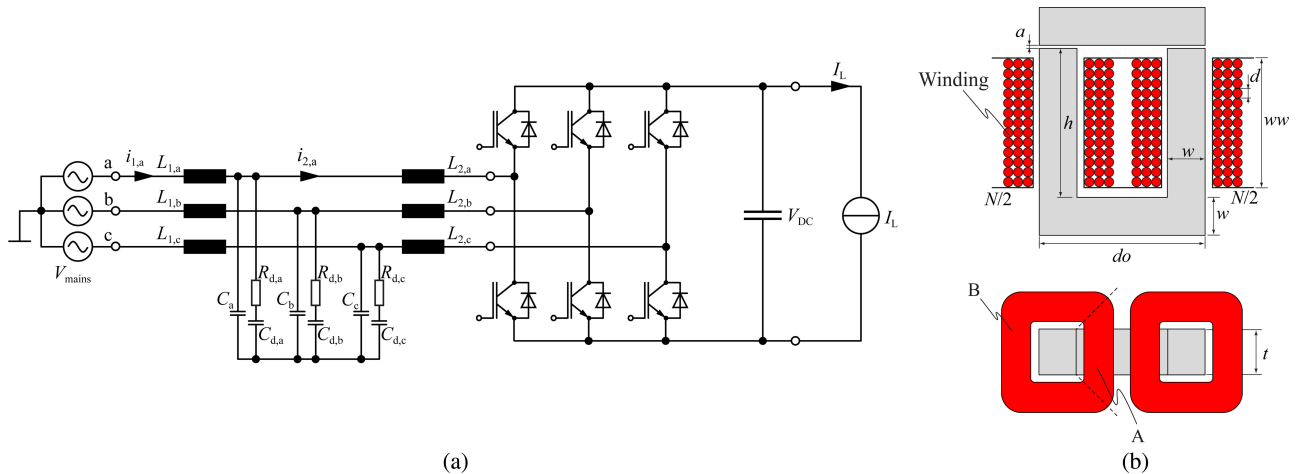 a
b
c
V_mains
i_1,a
L_1,a
L_1,b
L_1,c
i_2,a
L_2,a
L_2,b
L_2,c
R_d,a
R_d,b
R_d,c
C_a
C_b
C_c
C_d,a
C_d,b
C_d,c
V_DC
I_L
I_L
(a)
a
Winding
h
w
w
d
ww
N/2
N/2
do
B
A
t
(b)